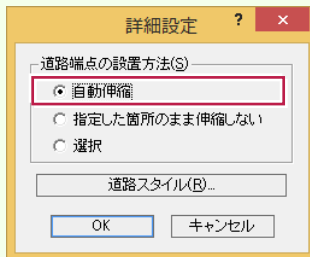 詳細設定 ? ×
道路端点の設置方法(S)
自動伸縮
指定した箇所のまま伸縮しない
選択
道路スタイル(R)...
OK キャンセル